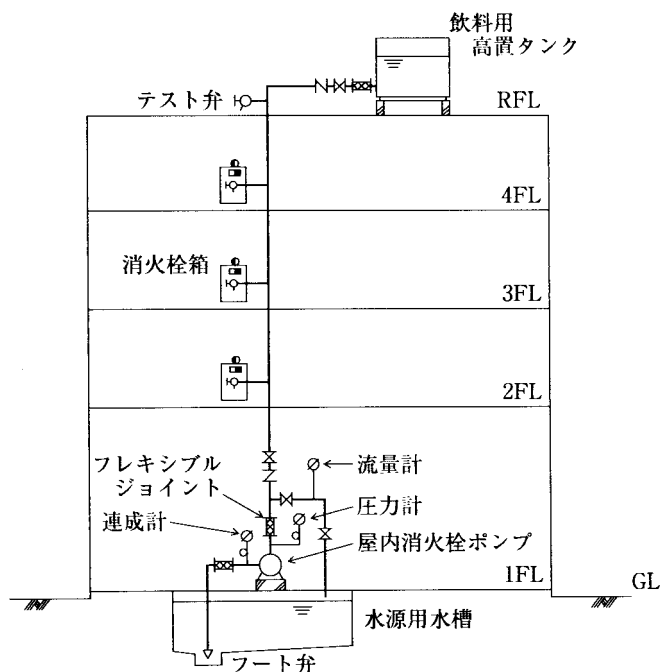 飲料用
高置タンク
テスト弁
RFL
4FL
消火栓箱
3FL
2FL
フレキシブル
ジョイント
流量計
連成計
圧力計
屋内消火栓ポンプ
1FL
GL
水源用水槽
フート弁